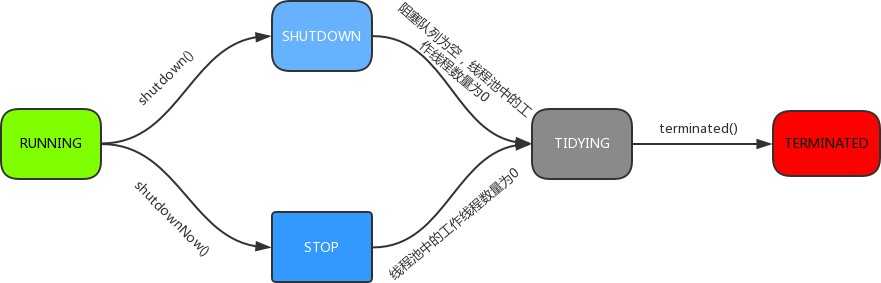 SHUTDOWN
阻塞队列为空，线程池中的工
作线程数量为0
shutdown()
RUNNING
TIDYING
terminated()
TERMINATED
shutdownNow()
STOP
线程池中的工作线程数量为0